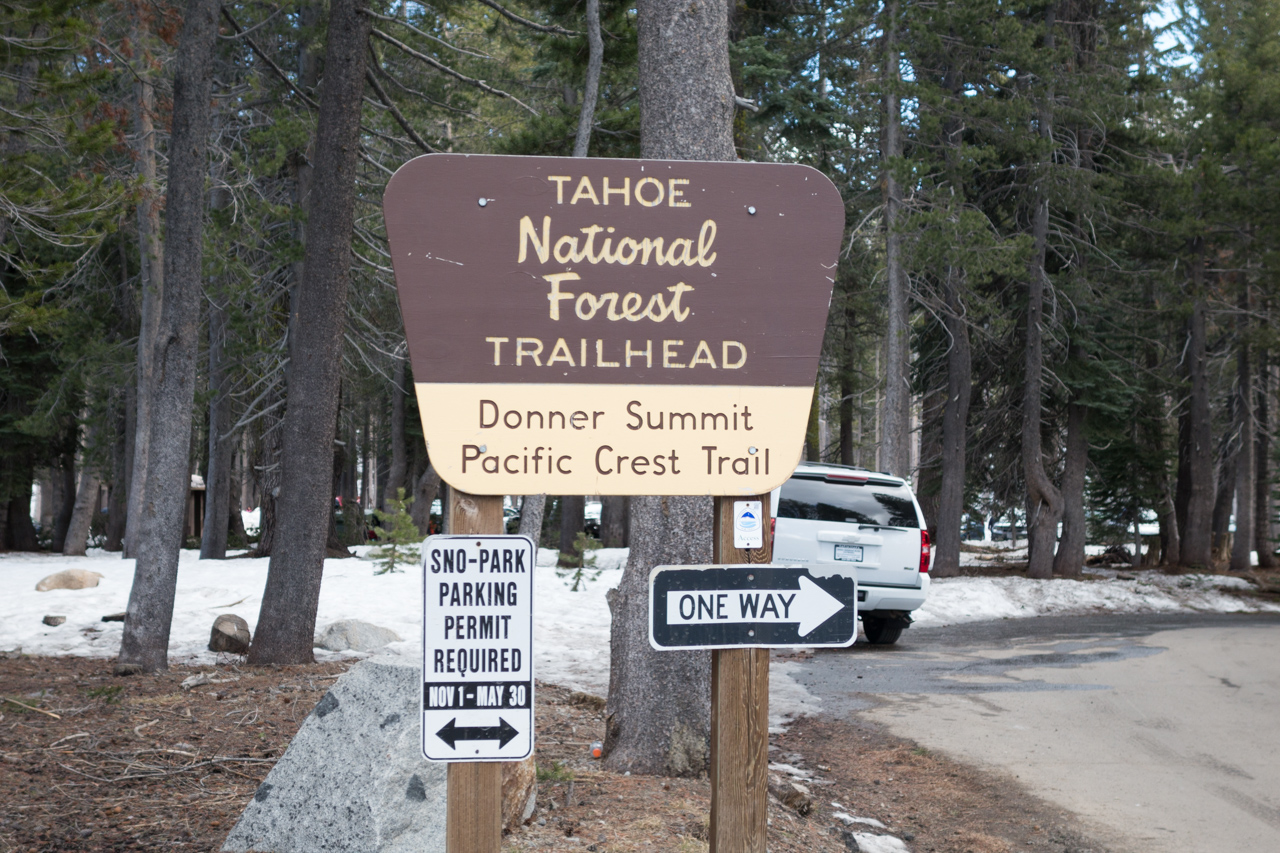 TAHOE
National
Forest
TRAILHEAD
Donner Summit
Pacific Crest Trail
SNO-PARK
PARKING
PERMIT
REQUIRED
NOV 1 - MAY 30
ONE WAY